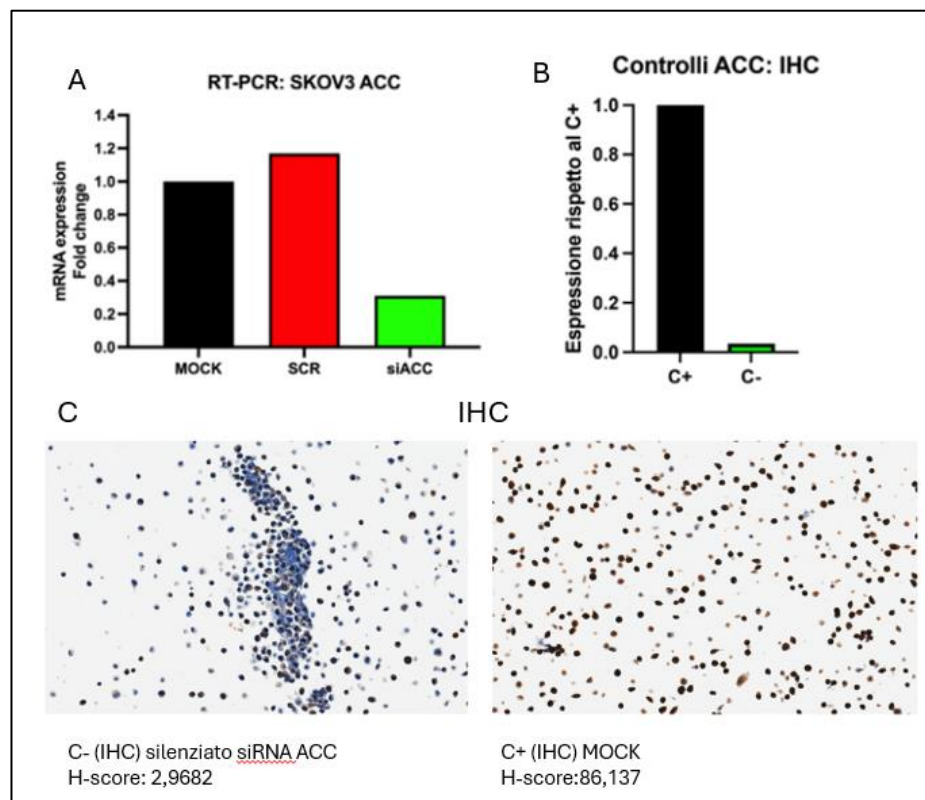 A
RT-PCR: SKOV3 ACC
mRNA expression
Fold change
1.4
1.2
1.0
0.8
0.6
0.4
0.2
0.0
MOCK SCR siACC
B
Controlli ACC: IHC
Espressione rispetto al C+
1.0
0.8
0.6
0.4
0.2
0.0
C+ C-
C
IHC
C- (IHC) silenziato siRNA ACC
H-score: 2,9682
C+ (IHC) MOCK
H-score:86,137